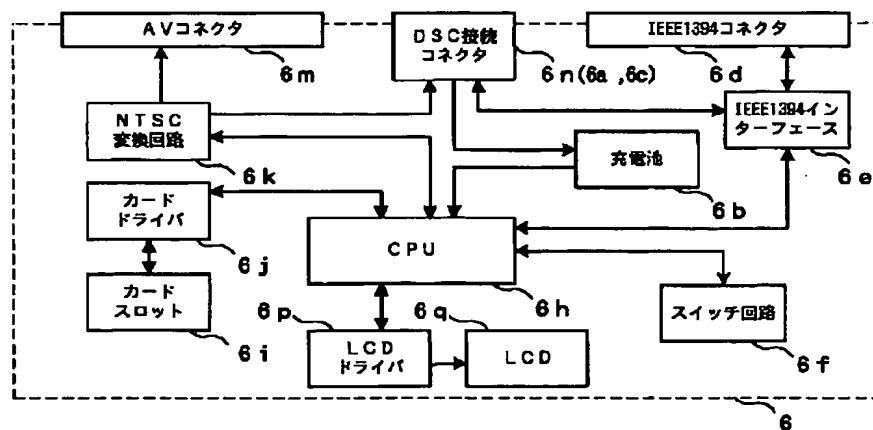 AVコネクタ
6m
DSC接続
コネクタ
6n(6a,6c)
IEEE1394コネクタ
6d
NTSC
変換回路
6k
IEEE1394イン
ターフェース
6e
充電池
6b
カード
ドライバ
6j
CPU
6h
カード
スロット
6i
スイッチ回路
6f
6p
LCD
ドライバ
6q
LCD
6